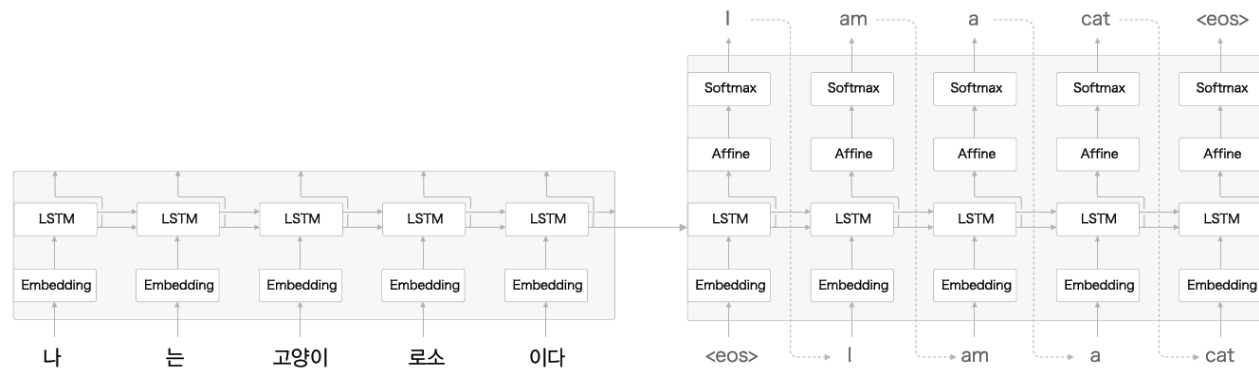 I am a cat <eos>
Softmax Softmax Softmax Softmax Softmax
Affine Affine Affine Affine Affine
LSTM LSTM LSTM LSTM LSTM LSTM LSTM LSTM LSTM LSTM
Embedding Embedding Embedding Embedding Embedding Embedding Embedding Embedding Embedding Embedding
나 는 고양이 로소 이다 <eos> I am a cat